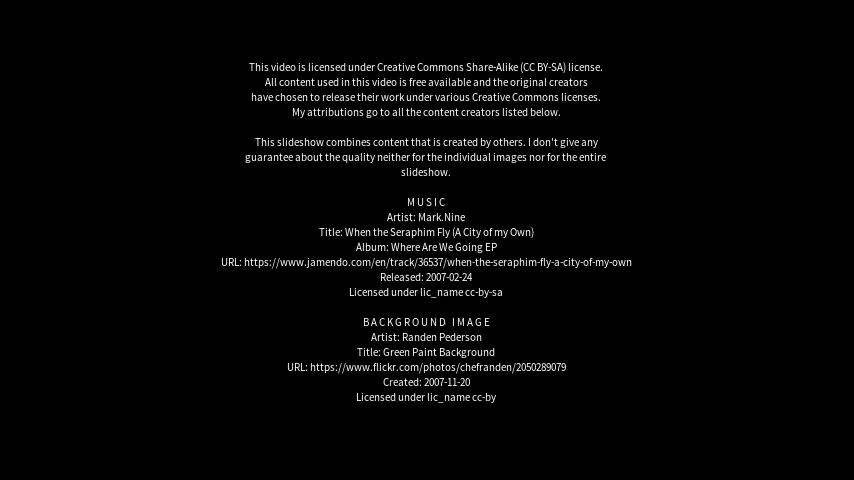 This video is licensed under Creative Commons Share-Alike (CC BY-SA) license.
All content used in this video is free available and the original creators
have chosen to release their work under various Creative Commons licenses.
My attributions go to all the content creators listed below.
This slideshow combines content that is created by others. I don't give any
guarantee about the quality neither for the individual images nor for the entire
slideshow.
MUSIC
Artist: Mark.Nine
Title: When the Seraphim Fly (A City of my Own)
Album: Where Are We Going EP
URL: https://www.jamendo.com/en/track/36537/when-the-seraphim-fly-a-city-of-my-own
Released: 2007-02-24
Licensed under lic_name cc-by-sa
BACKGROUND IMAGE
Artist: Randen Pederson
Title: Green Paint Background
URL: https://www.flickr.com/photos/chefranden/2050289079
Created: 2007-11-20
Licensed under lic_name cc-by